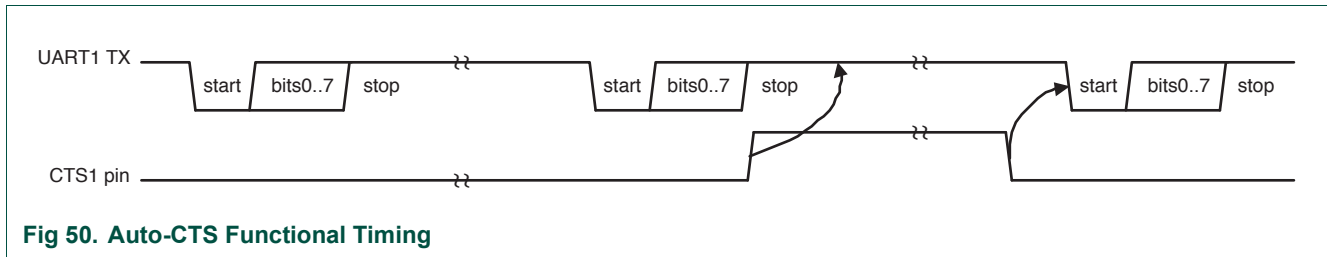 UART1 TX
start bits0..7 stop start bits0..7 stop start bits0..7 stop
CTS1 pin
Fig 50. Auto-CTS Functional Timing